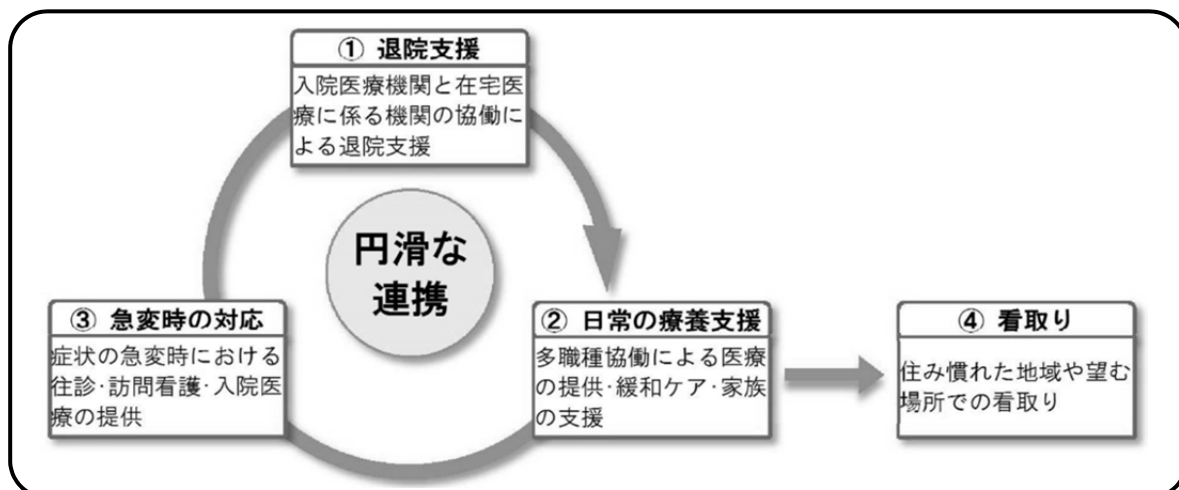 ① 退院支援
入院医療機関と在宅医
療に係る機関の協働に
よる退院支援
円滑な
連携
② 日常の療養支援
多職種協働による医療
の提供・緩和ケア・家族
の支援
③ 急変時の対応
症状の急変時における
往診・訪問看護・入院医
療の提供
④ 看取り
住み慣れた地域や望む
場所での看取り